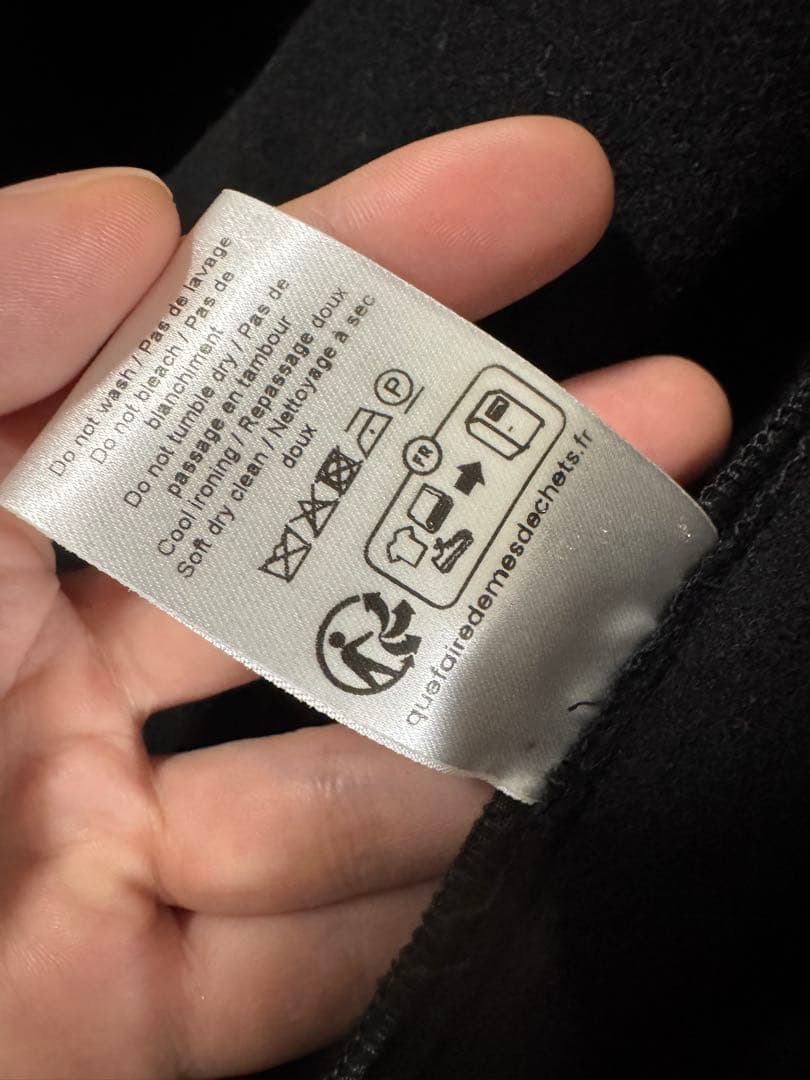 Do not wash / Pas de lavage
Do not bleach / Pas de
blanchiment
Do not tumble dry / Pas de
passage en tambour
Cool ironing / Repassage doux
Soft dry clean / Nettoyage à sec
doux
P
FR
quefairedemesdechets.fr